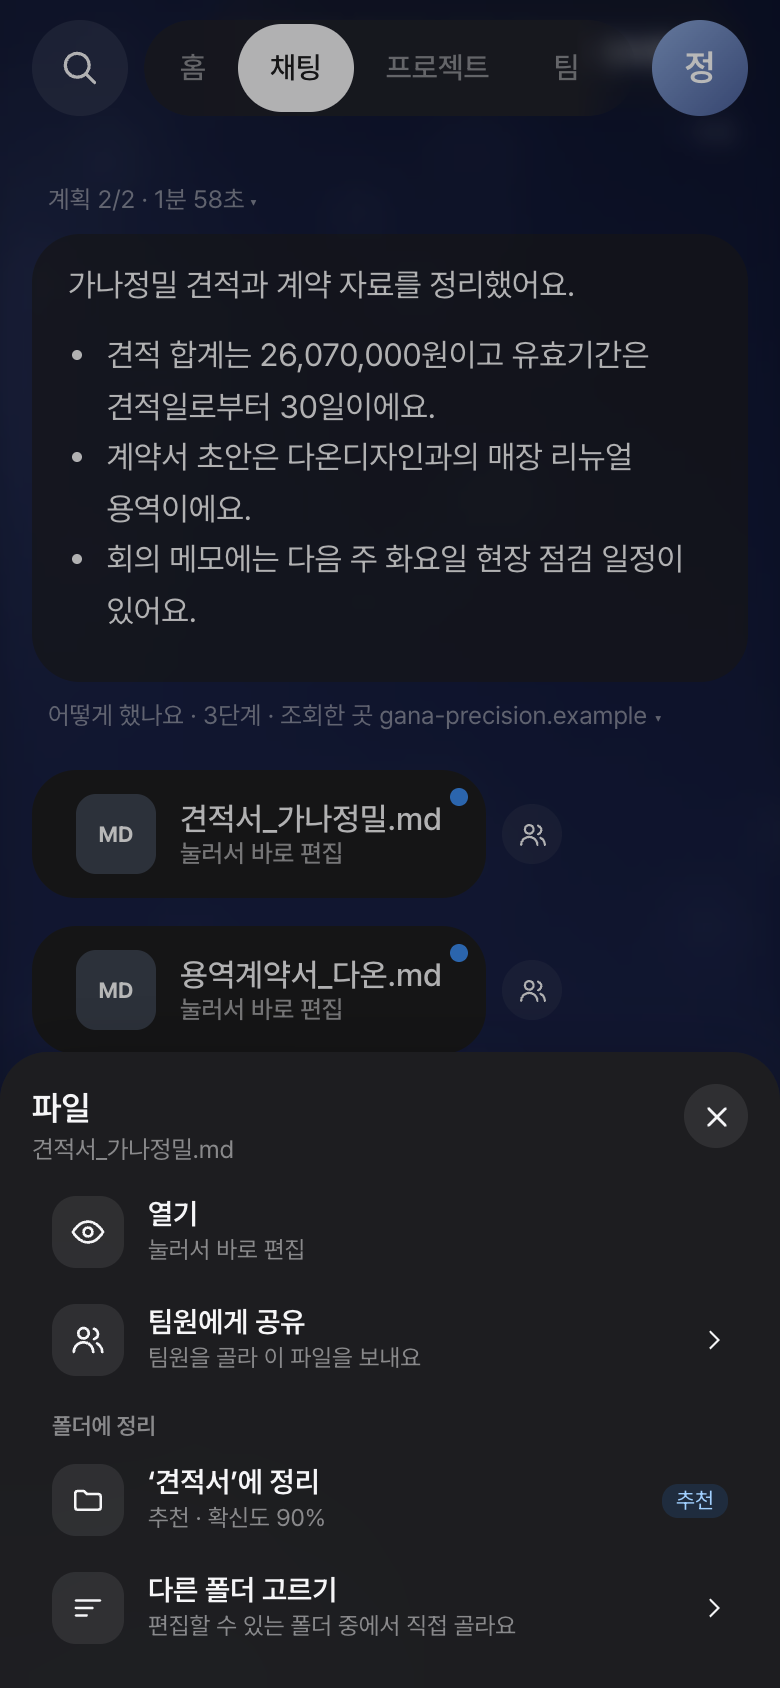 홈
채팅
프로젝트
팀
정
계획 2/2 · 1분 58초 ▾
가나정밀 견적과 계약 자료를 정리했어요.
• 견적 합계는 26,070,000원이고 유효기간은
견적일로부터 30일이에요.
• 계약서 초안은 다온디자인과의 매장 리뉴얼
용역이에요.
• 회의 메모에는 다음 주 화요일 현장 점검 일정이
있어요.
어떻게 했나요 · 3단계 · 조회한 곳 gana-precision.example ▾
MD
견적서_가나정밀.md
눌러서 바로 편집
MD
용역계약서_다온.md
눌러서 바로 편집
파일
견적서_가나정밀.md
열기
눌러서 바로 편집
팀원에게 공유
팀원을 골라 이 파일을 보내요
폴더에 정리
‘견적서’에 정리
추천 · 확신도 90%
추천
다른 폴더 고르기
편집할 수 있는 폴더 중에서 직접 골라요